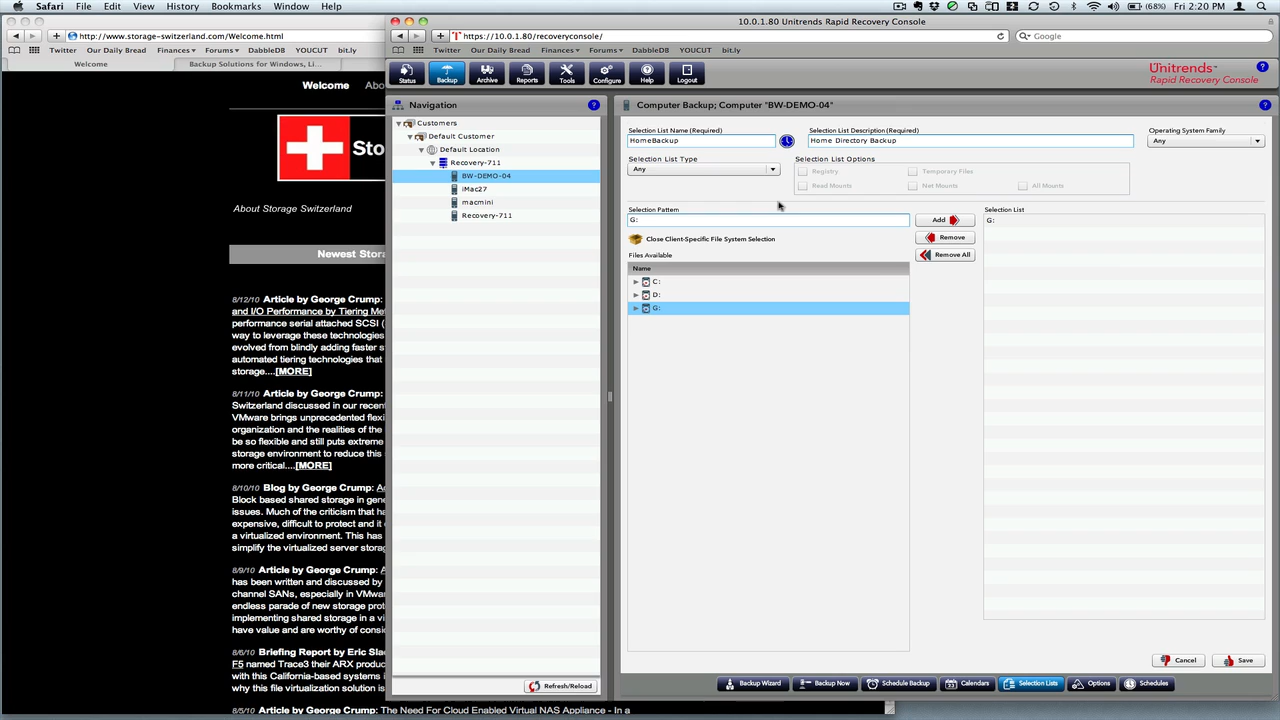 Safari File Edit View History Bookmarks Window Help
(68%) Fri 2:20 PM
http://www.storage-switzerland.com/Welcome.html
Twitter Our Daily Bread Finances Forums DabbleDB YOUCUT bit.ly
Welcome
Backup Solutions for Windows, Li...
Welcome Abo
Sto
About Storage Switzerland
Newest Stora
8/12/10 Article by George Crump:
and I/O Performance by Tiering Met
performance serial attached SCSI (
way to leverage these technologies
evolved from blindly adding faster s
automated tiering technologies that
storage....[MORE]
8/11/10 Article by George Crump:
Switzerland discussed in our recent
VMware brings unprecedented flexi
organization and the realities of the
be so flexible and still puts extreme
storage environment to reduce this
more critical....[MORE]
8/10/10 Blog by George Crump: A
Block based shared storage in gene
issues. Much of the criticism that ha
expensive, difficult to protect and it
a virtualized environment. This has
simplify the virtualized server storag
8/9/10 Article by George Crump: A
has been written and discussed by
channel SANs, especially in VMwa
endless parade of new storage prot
implementing shared storage in a v
have value and are worthy of consi
8/6/10 Briefing Report by Eric Sla
F5 named Trace3 their ARX produc
with this California-based systems i
why this file virtualization solution is
8/5/10 Article by George Crump: The Need For Cloud Enabled Virtual NAS Appliance - In a
10.0.1.80 Unitrends Rapid Recovery Console
https://10.0.1.80/recoveryconsole/
Google
Twitter Our Daily Bread Finances Forums DabbleDB YOUCUT bit.ly
Status Backup Archive Reports Tools Configure Help Logout
Unitrends
Rapid Recovery Console
Navigation
Customers
Default Customer
Default Location
Recovery-711
BW-DEMO-04
iMac27
macmini
Recovery-711
Refresh/Reload
Computer Backup; Computer "BW-DEMO-04"
Selection List Name (Required)
HomeBackup
Selection List Description (Required)
Home Directory Backup
Operating System Family
Any
Selection List Type
Any
Selection List Options
Registry Temporary Files
Read Mounts Net Mounts All Mounts
Selection Pattern
G:
Add
Remove
Remove All
Selection List
G:
Close Client-Specific File System Selection
Files Available
Name
C:
D:
G:
Cancel Save
Backup Wizard Backup Now Schedule Backup Calendars Selection Lists Options Schedules